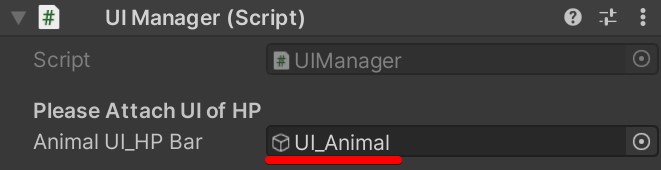 UI Manager (Script)
Script UIManager
Please Attach UI of HP
Animal UI_HP Bar UI_Animal